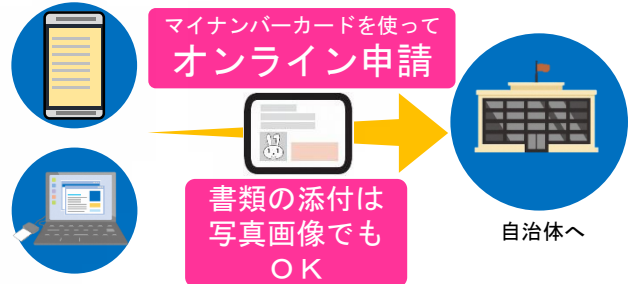 マイナンバーカードを使って
オンライン申請
書類の添付は
写真画像でも
ＯＫ
自治体へ